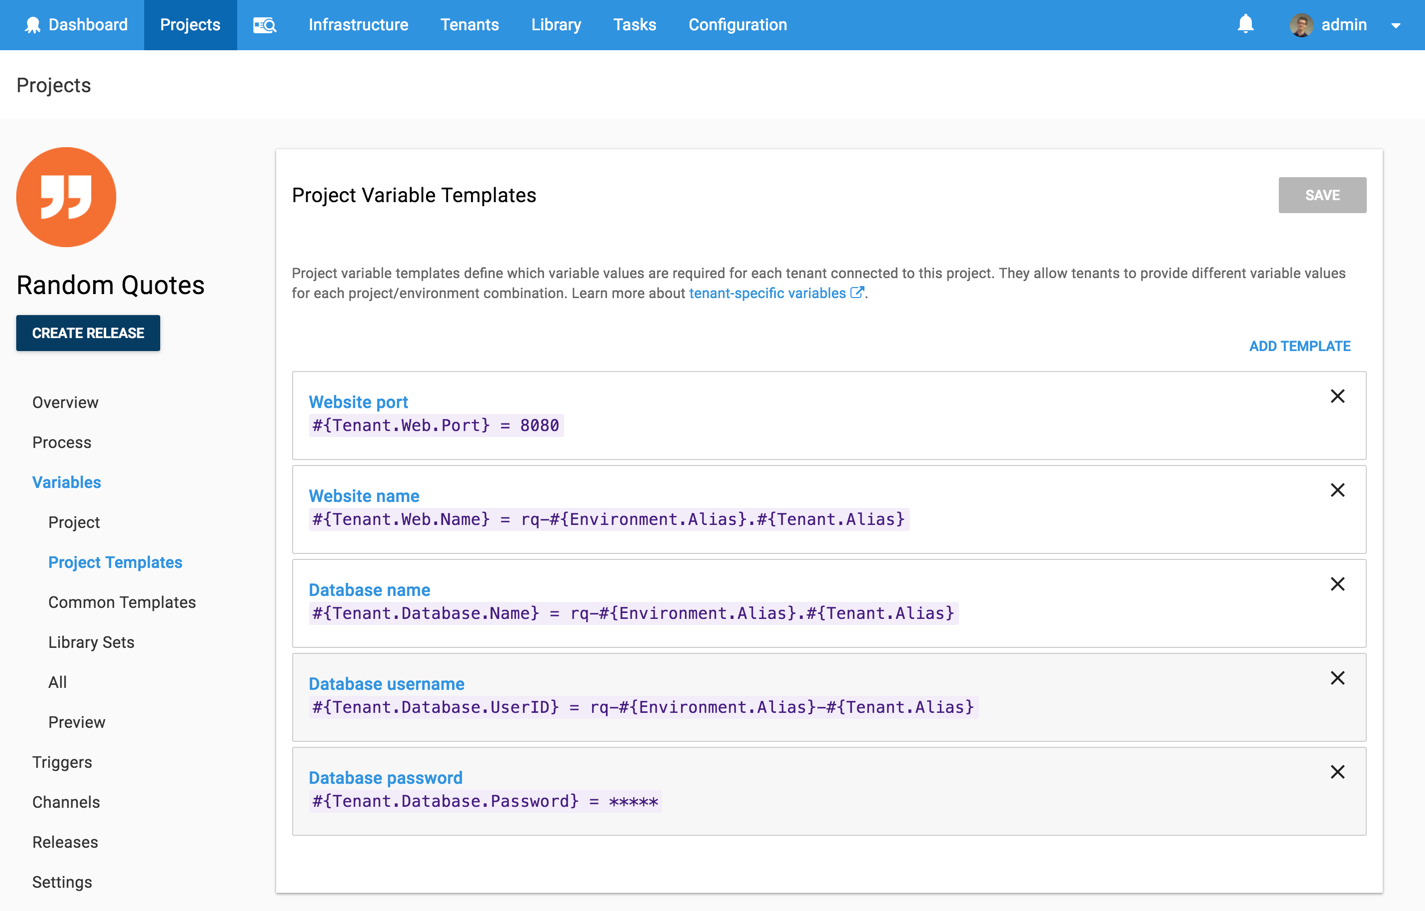 Dashboard Projects Infrastructure Tenants Library Tasks Configuration admin
Projects
Random Quotes
CREATE RELEASE
Overview
Process
Variables
Project
Project Templates
Common Templates
Library Sets
All
Preview
Triggers
Channels
Releases
Settings
Project Variable Templates
SAVE
Project variable templates define which variable values are required for each tenant connected to this project. They allow tenants to provide different variable values
for each project/environment combination. Learn more about tenant-specific variables.
ADD TEMPLATE
Website port
#{Tenant.Web.Port} = 8080
Website name
#{Tenant.Web.Name} = rq-#{Environment.Alias}.#{Tenant.Alias}
Database name
#{Tenant.Database.Name} = rq-#{Environment.Alias}.#{Tenant.Alias}
Database username
#{Tenant.Database.UserID} = rq-#{Environment.Alias}-#{Tenant.Alias}
Database password
#{Tenant.Database.Password} = *****